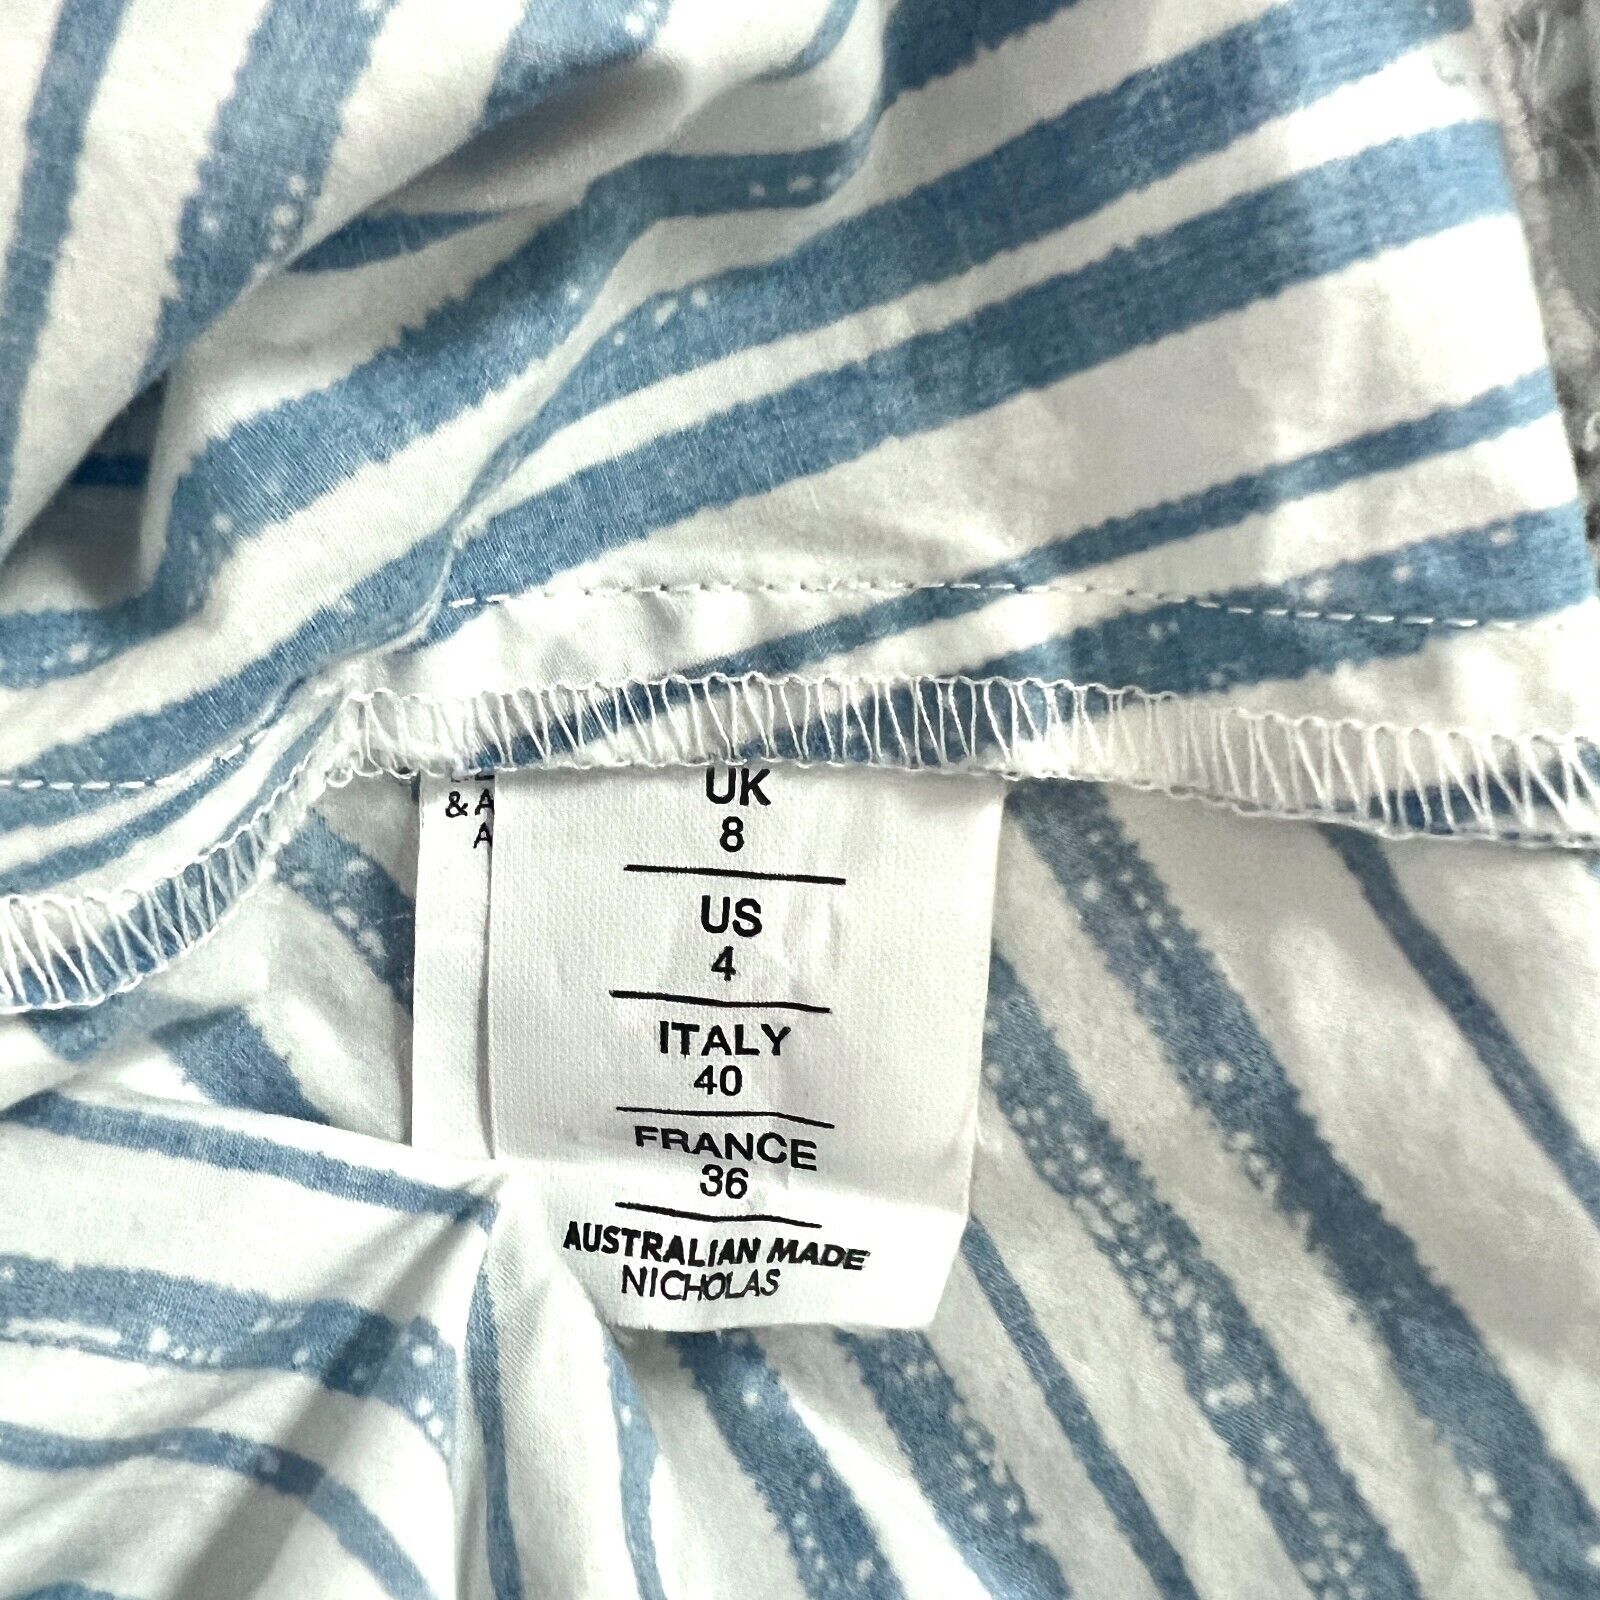 & A
A
UK
8
US
4
ITALY
40
FRANCE
36
AUSTRALIAN MADE
NICHOLAS